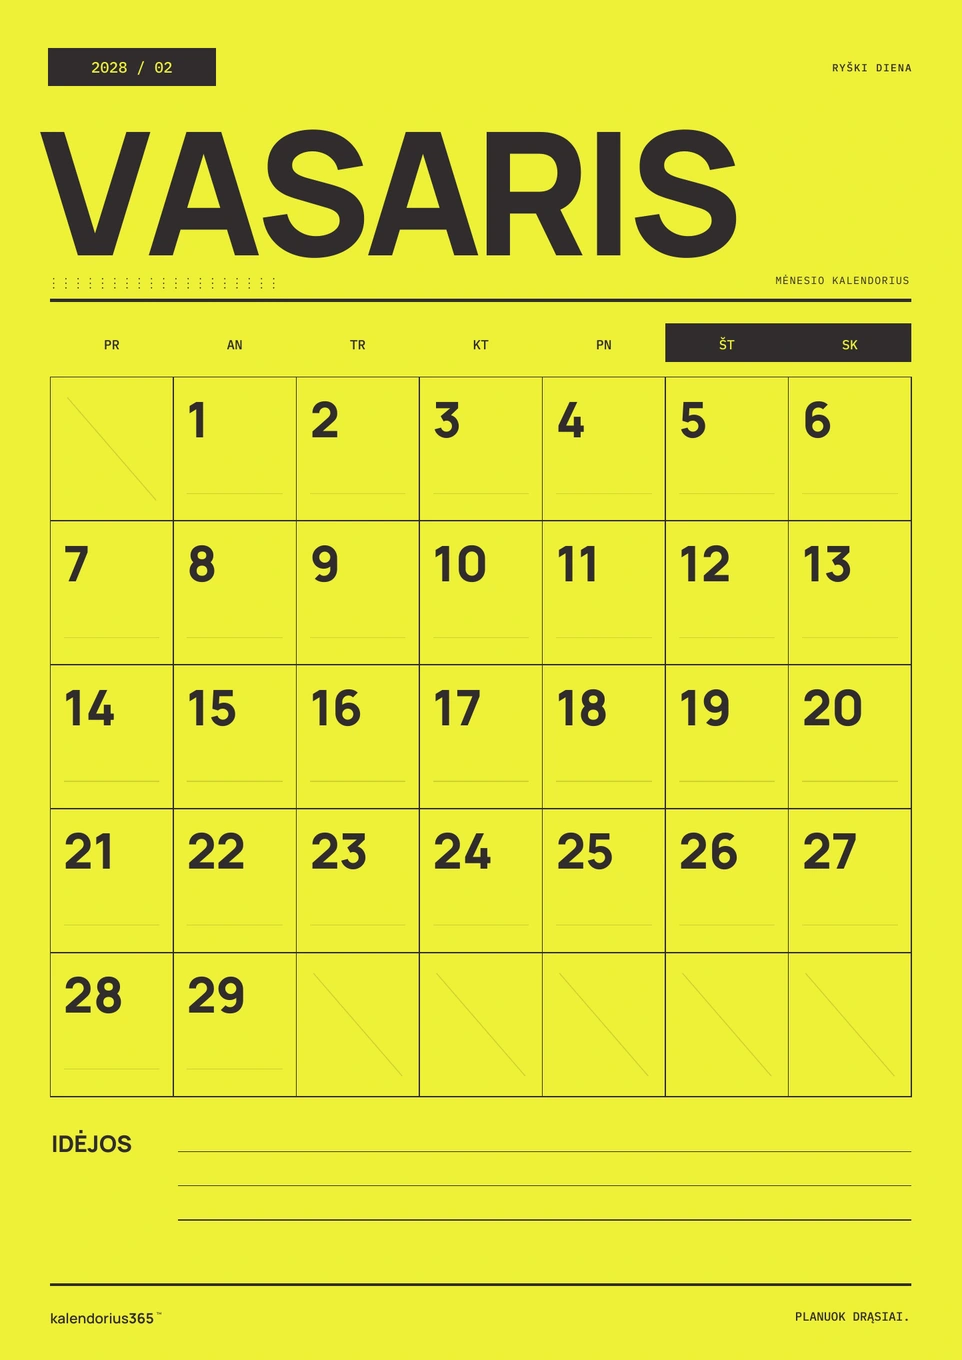 2028 / 02
RYŠKI DIENA
VASARIS
MĖNESIO KALENDORIUS
PR AN TR KT PN ŠT SK
1 2 3 4 5 6
7 8 9 10 11 12 13
14 15 16 17 18 19 20
21 22 23 24 25 26 27
28 29
IDĖJOS
kalendorius365™
PLANUOK DRĄSIAI.